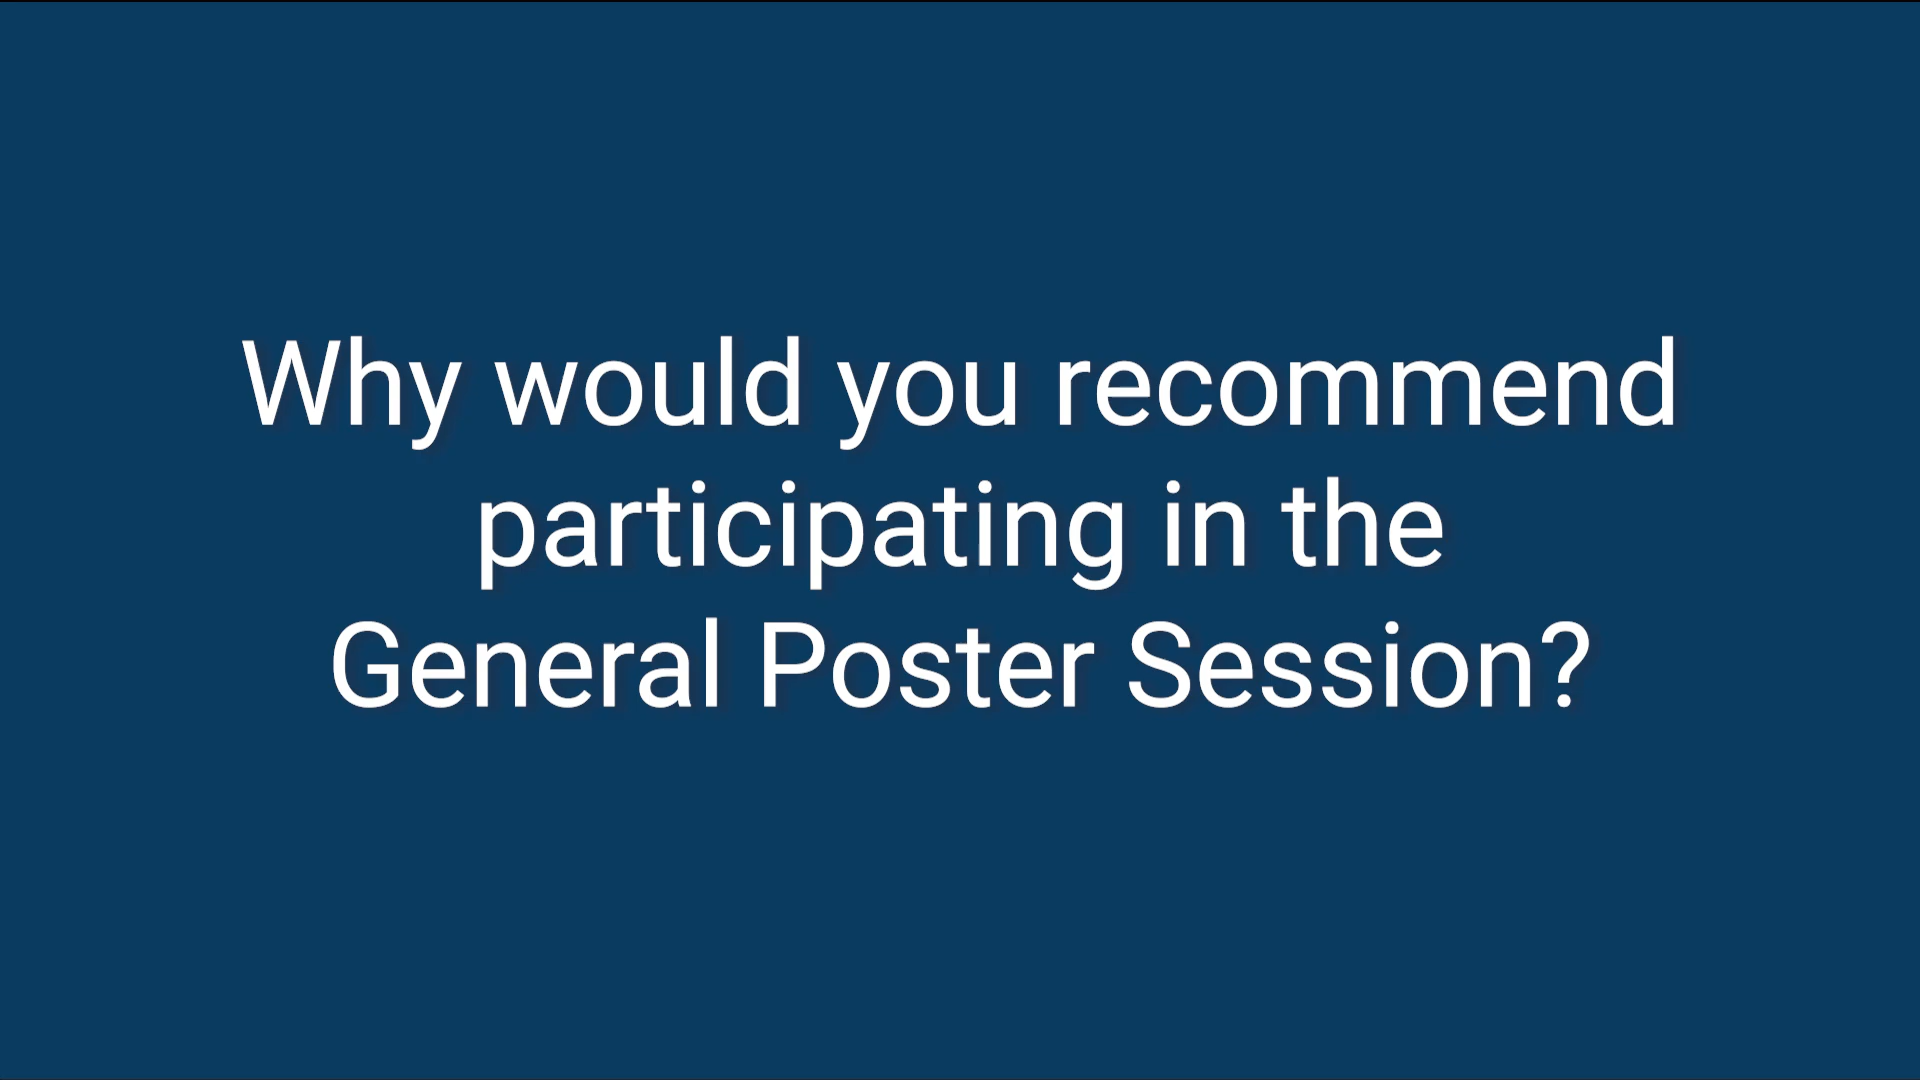 Why would you recommend
participating in the
General Poster Session?